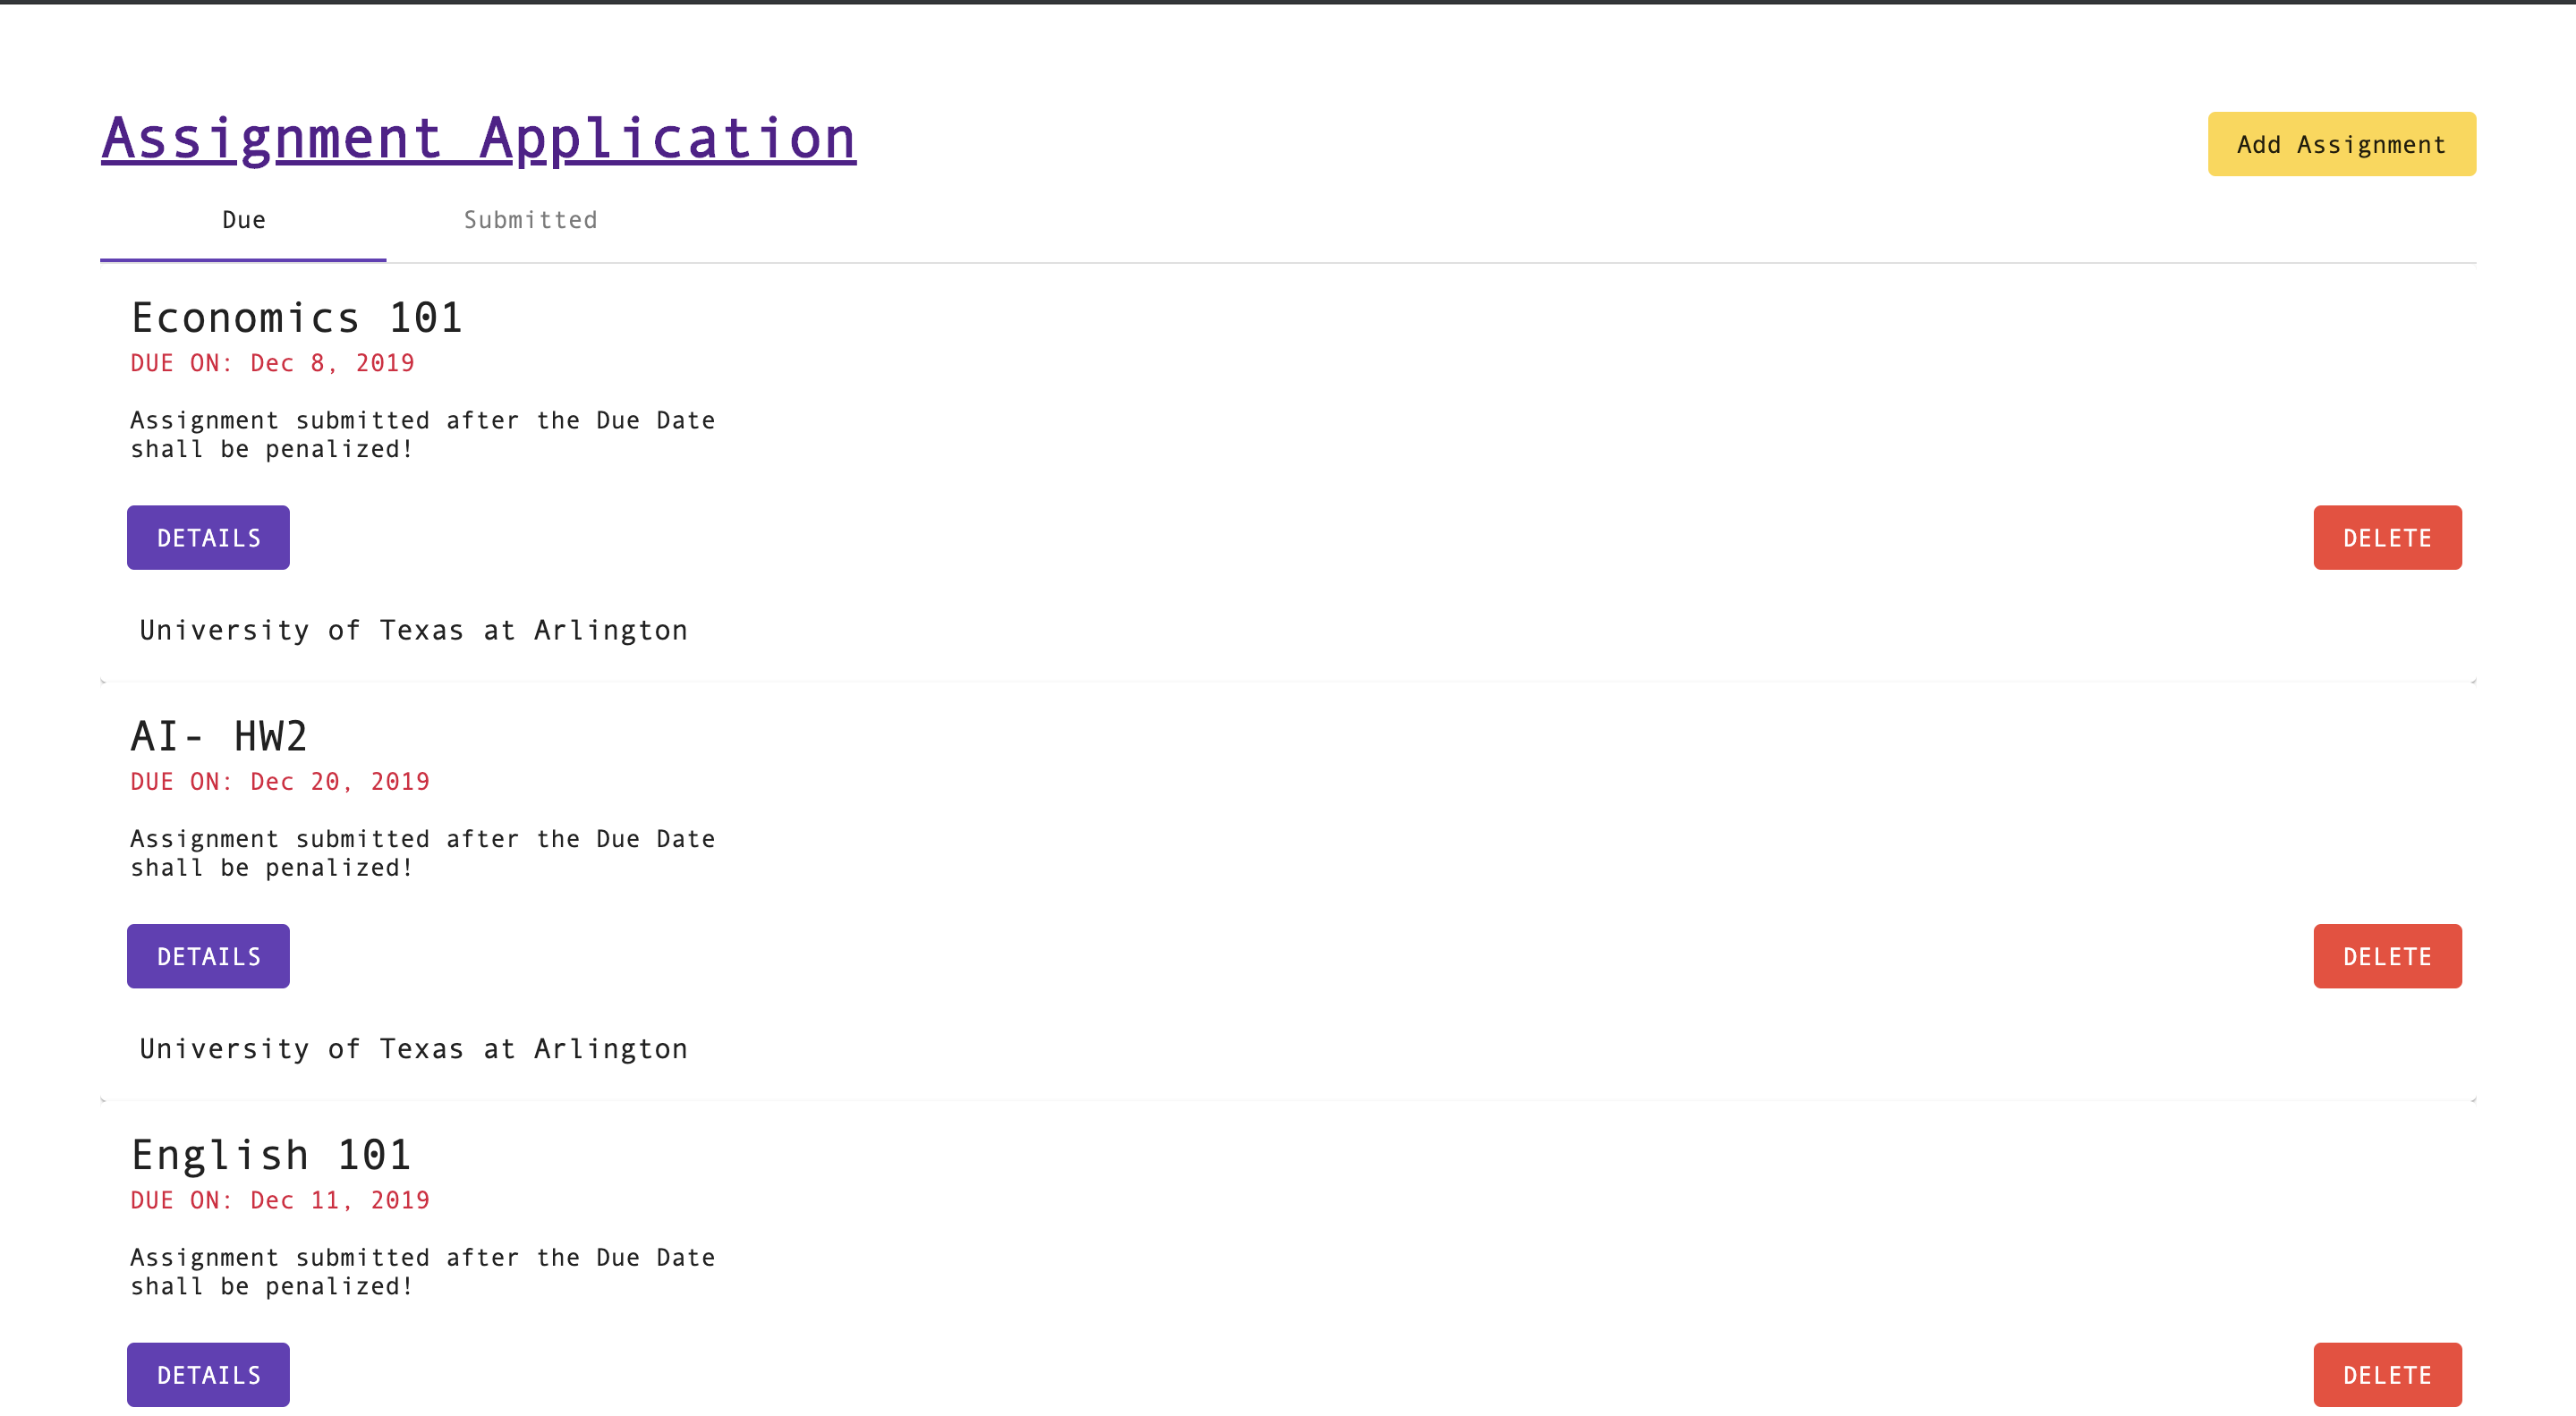 Assignment Application
Add Assignment
Due
Submitted
Economics 101
DUE ON: Dec 8, 2019
Assignment submitted after the Due Date
shall be penalized!
DETAILS
DELETE
University of Texas at Arlington
AI- HW2
DUE ON: Dec 20, 2019
Assignment submitted after the Due Date
shall be penalized!
DETAILS
DELETE
University of Texas at Arlington
English 101
DUE ON: Dec 11, 2019
Assignment submitted after the Due Date
shall be penalized!
DETAILS
DELETE